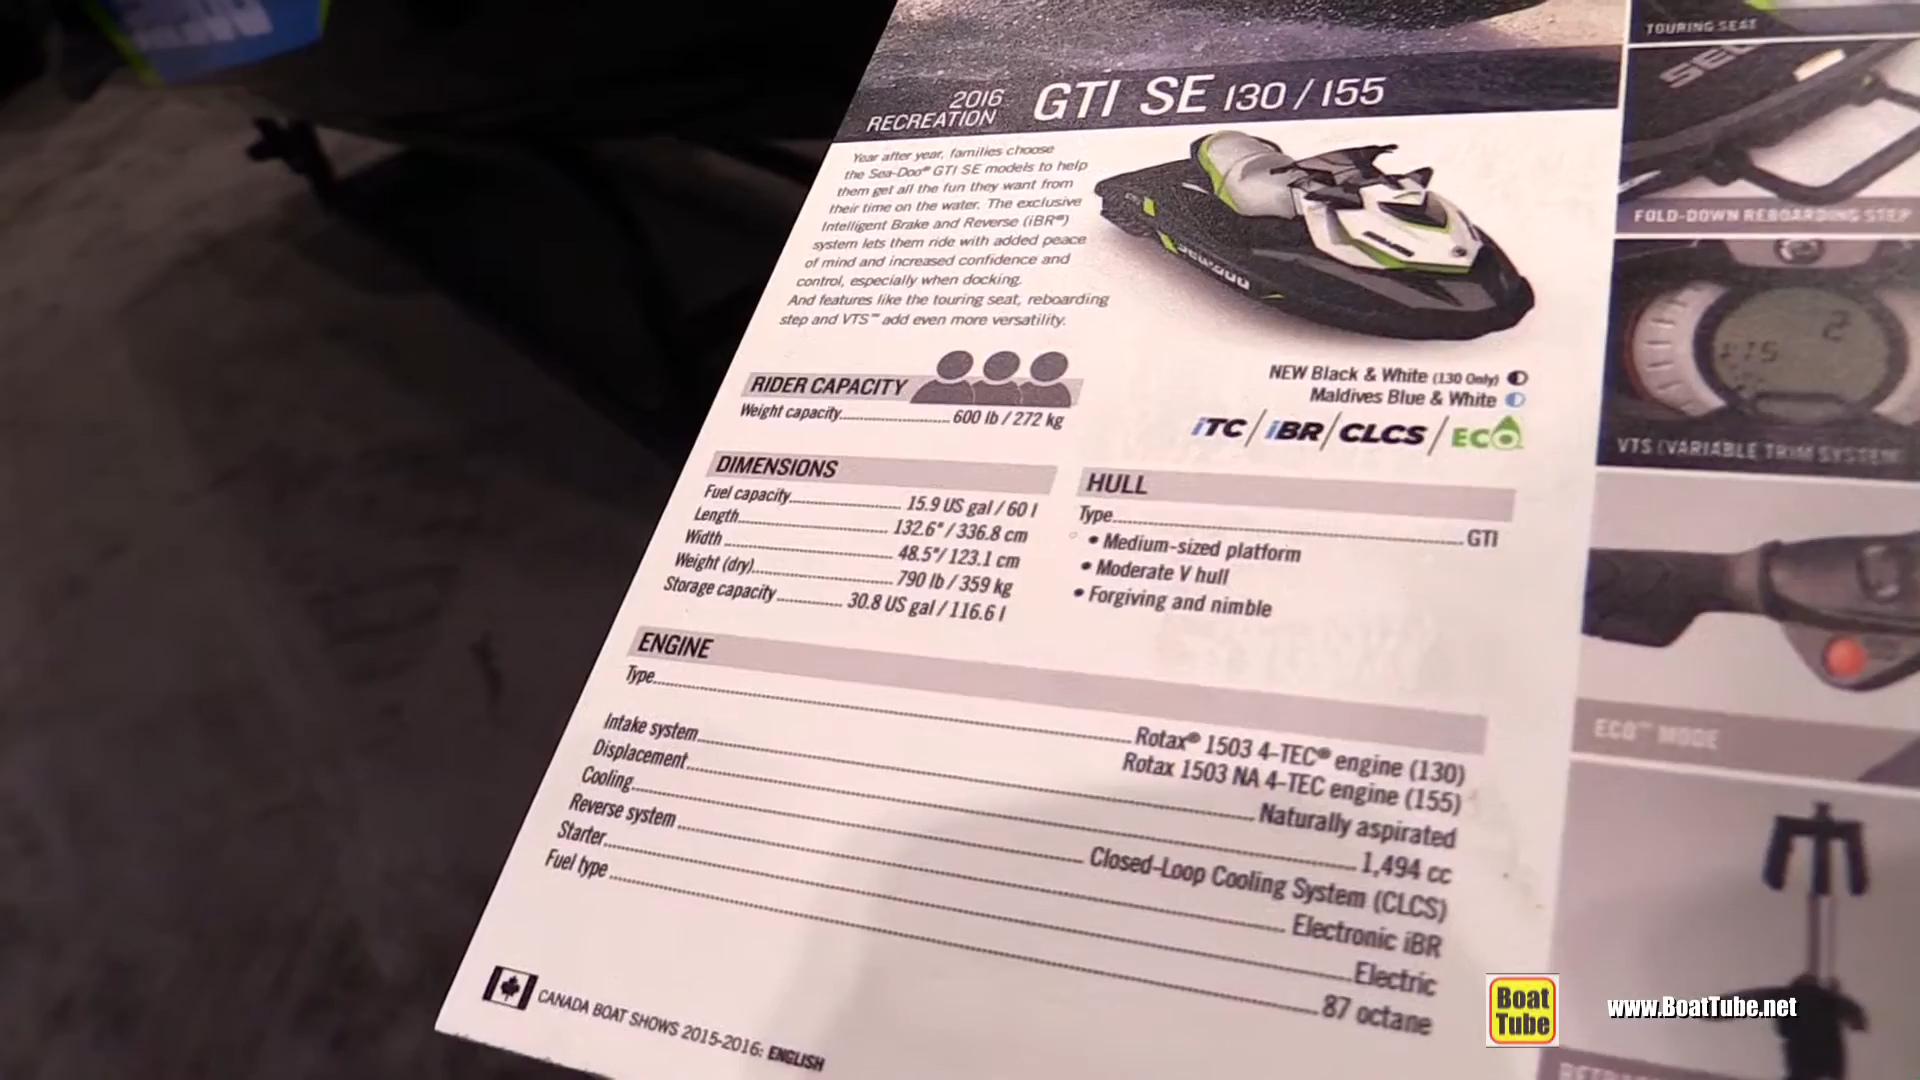 2016
RECREATION
GTI SE 130 / 155
Year after year, families choose
the Sea-Doo® GTI SE models to help
them get all the fun they want from
their time on the water. The exclusive
Intelligent Brake and Reverse (iBR®)
system lets them ride with added peace
of mind and increased confidence and
control, especially when docking.
And features like the touring seat, reboarding
step and VTS™ add even more versatility.
sea-doo
NEW Black & White (130 Only)
Maldives Blue & White
iTC / iBR / CLCS / ECO
RIDER CAPACITY
Weight capacity 600 lb / 272 kg
DIMENSIONS
Fuel capacity 15.9 US gal / 60 l
Length 132.6" / 336.8 cm
Width 48.5" / 123.1 cm
Weight (dry) 790 lb / 359 kg
Storage capacity 30.8 US gal / 116.6 l
HULL
Type GTI
• Medium-sized platform
• Moderate V hull
• Forgiving and nimble
ENGINE
Type Rotax® 1503 4-TEC® engine (130)
Rotax 1503 NA 4-TEC engine (155)
Intake system Naturally aspirated
Displacement 1,494 cc
Cooling Closed-Loop Cooling System (CLCS)
Reverse system Electronic iBR
Starter Electric
Fuel type 87 octane
CANADA BOAT SHOWS 2015-2016: ENGLISH
TOURING SEAT
FOLD-DOWN REBOARDING STEP
2
VTS (VARIABLE TRIM SYSTEM)
ECO™ MODE
Boat
Tube
www.BoatTube.net